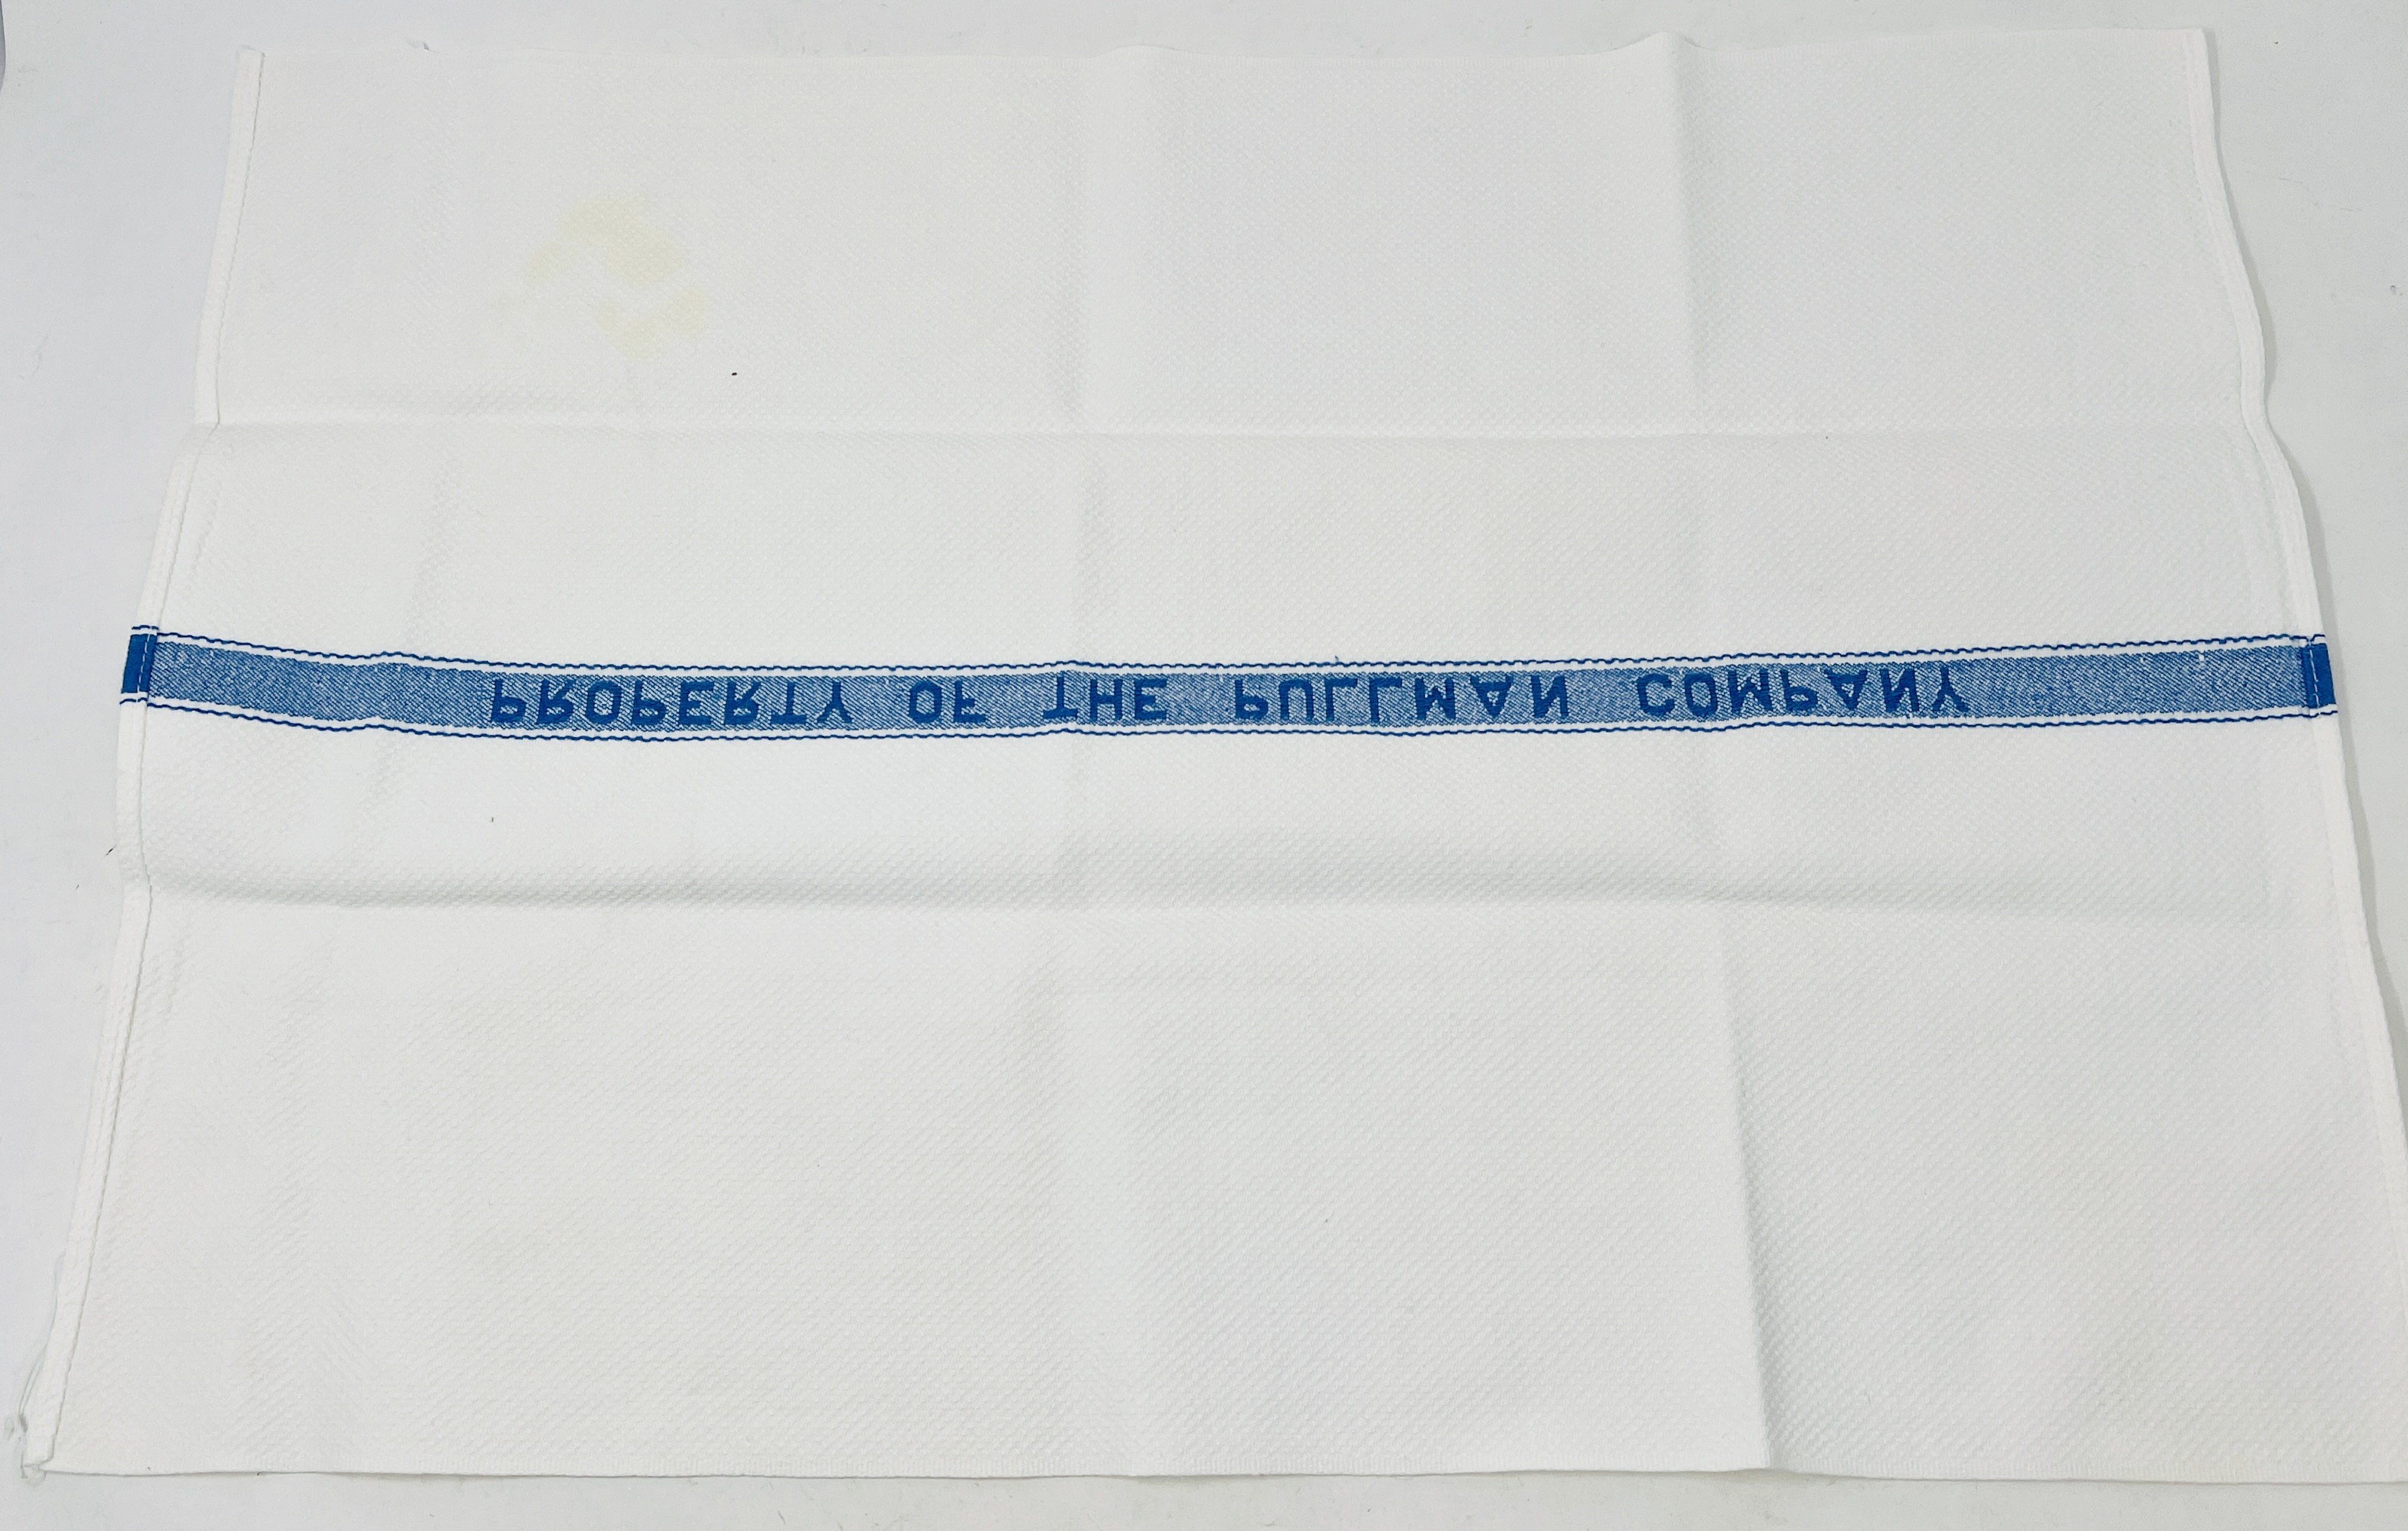 PROPERTY OF THE PULLMAN COMPANY